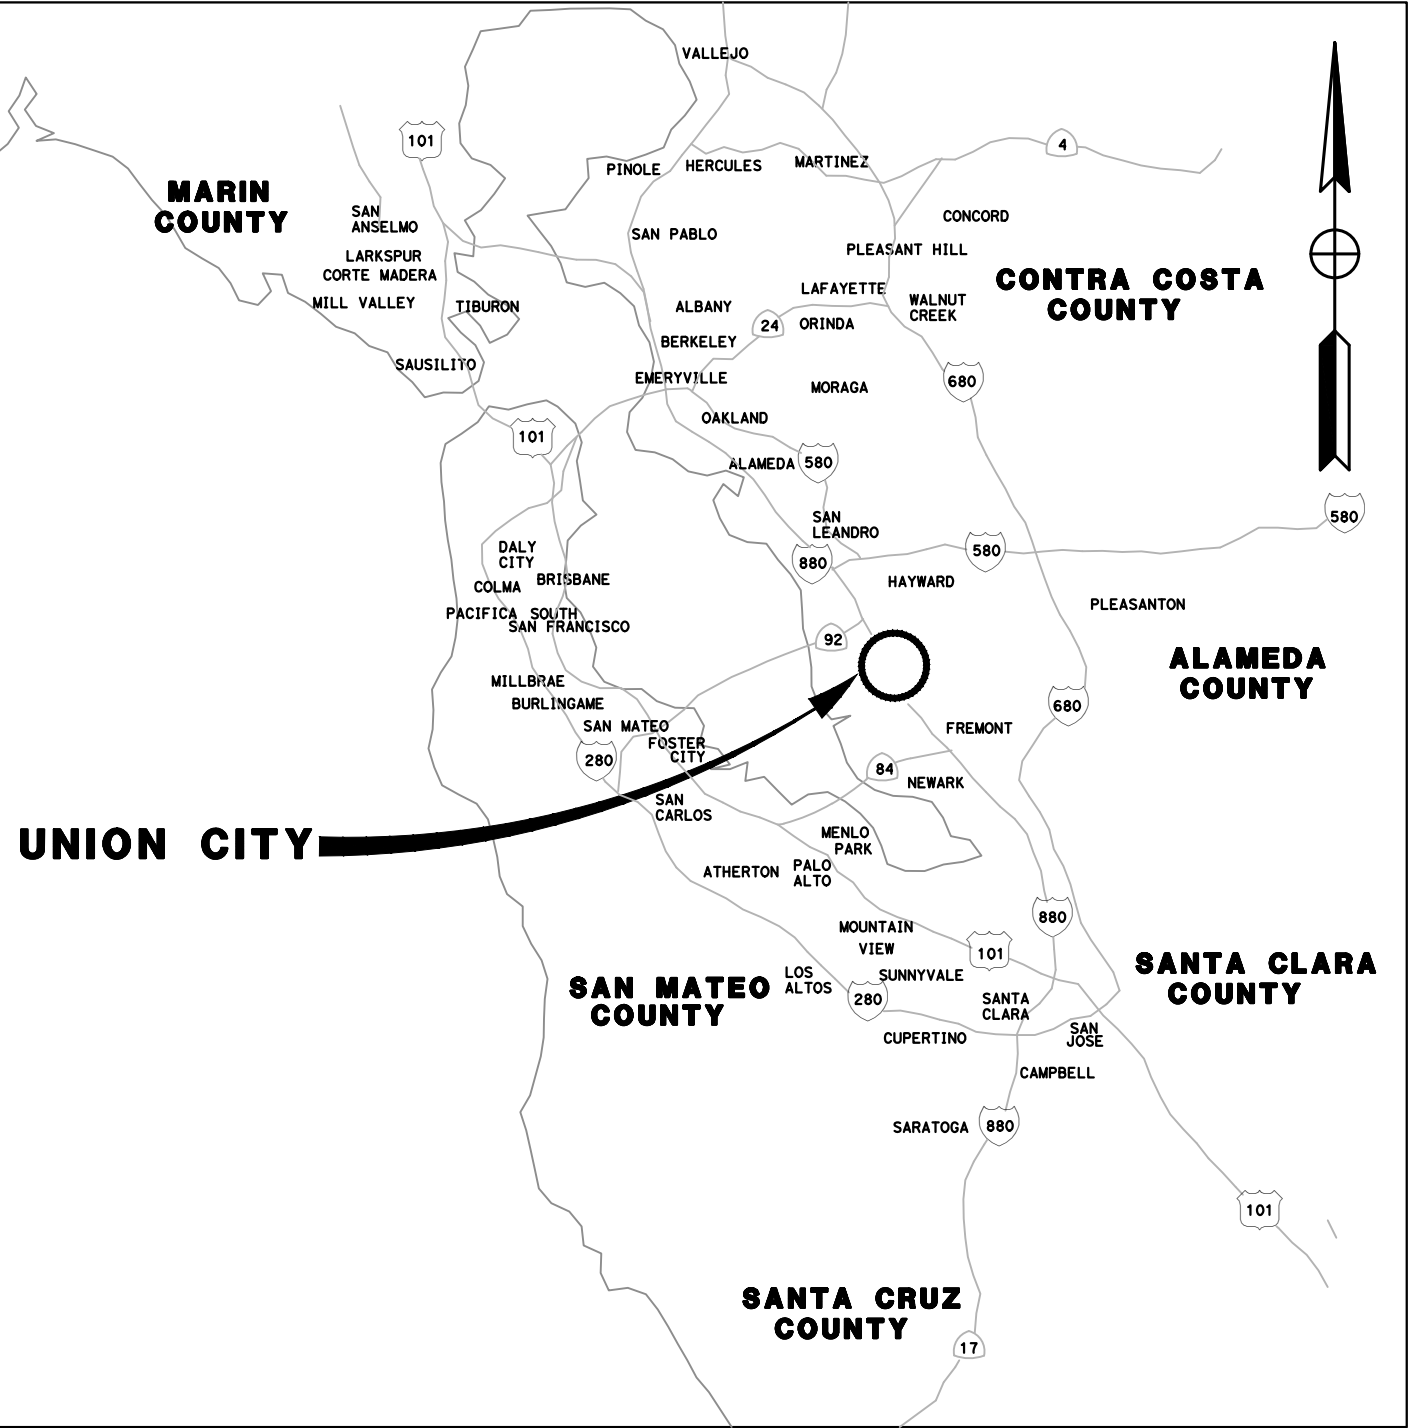 VALLEJO
101
4
PINOLE
HERCULES
MARTINEZ
MARIN
COUNTY
SAN
ANSELMO
CONCORD
SAN PABLO
PLEASANT HILL
LARKSPUR
CORTE MADERA
CONTRA COSTA
COUNTY
LAFAYETTE
MILL VALLEY
TIBURON
ALBANY
WALNUT
CREEK
24
ORINDA
BERKELEY
SAUSILITO
EMERYVILLE
MORAGA
680
OAKLAND
101
ALAMEDA
580
580
SAN
LEANDRO
DALY
CITY
880
580
COLMA
BRISBANE
HAYWARD
PLEASANTON
PACIFICA
SOUTH
SAN FRANCISCO
92
ALAMEDA
COUNTY
MILLBRAE
BURLINGAME
680
SAN MATEO
FREMONT
FOSTER
CITY
280
84
NEWARK
SAN
CARLOS
UNION CITY
MENLO
PARK
ATHERTON
PALO
ALTO
880
MOUNTAIN
VIEW
101
SANTA CLARA
COUNTY
SAN MATEO
COUNTY
LOS
ALTOS
SUNNYVALE
280
SANTA
CLARA
CUPERTINO
SAN
JOSE
CAMPBELL
SARATOGA
880
101
SANTA CRUZ
COUNTY
17